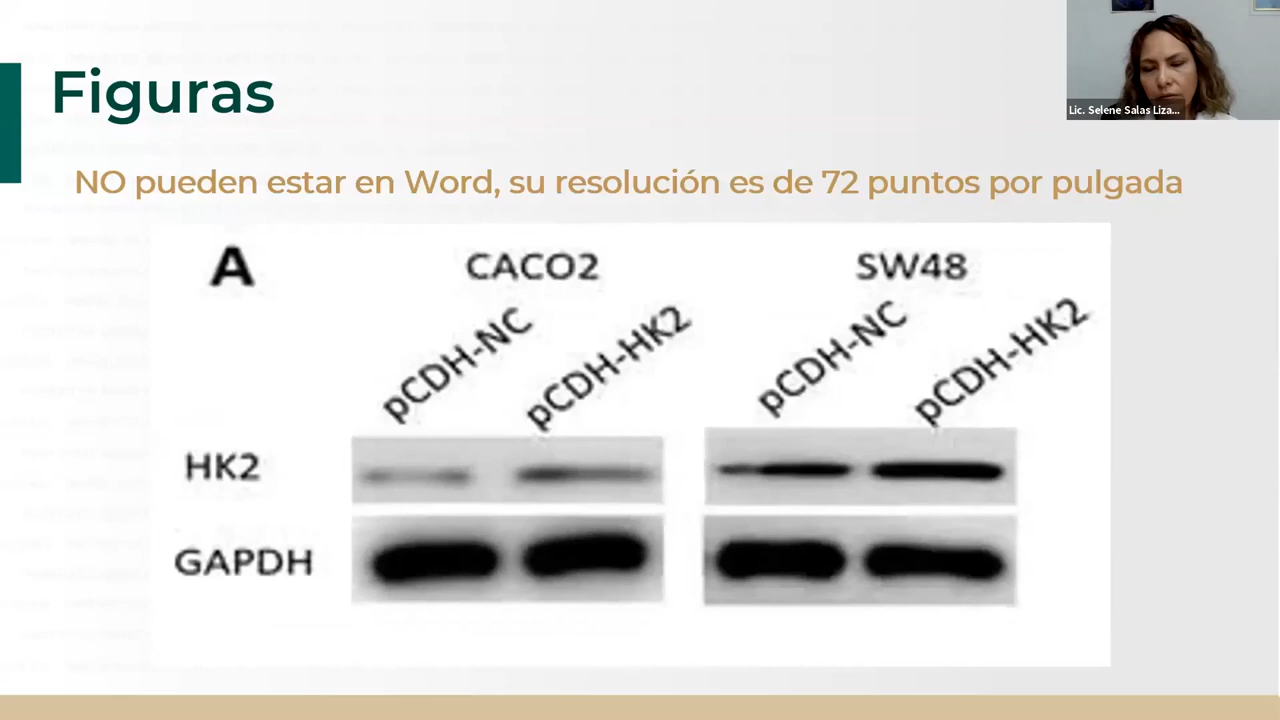 Figuras
Lic. Selene Salas Liza...
NO pueden estar en Word, su resolución es de 72 puntos por pulgada
A
CACO2
SW48
pCDH-NC
pCDH-HK2
pCDH-NC
pCDH-HK2
HK2
GAPDH